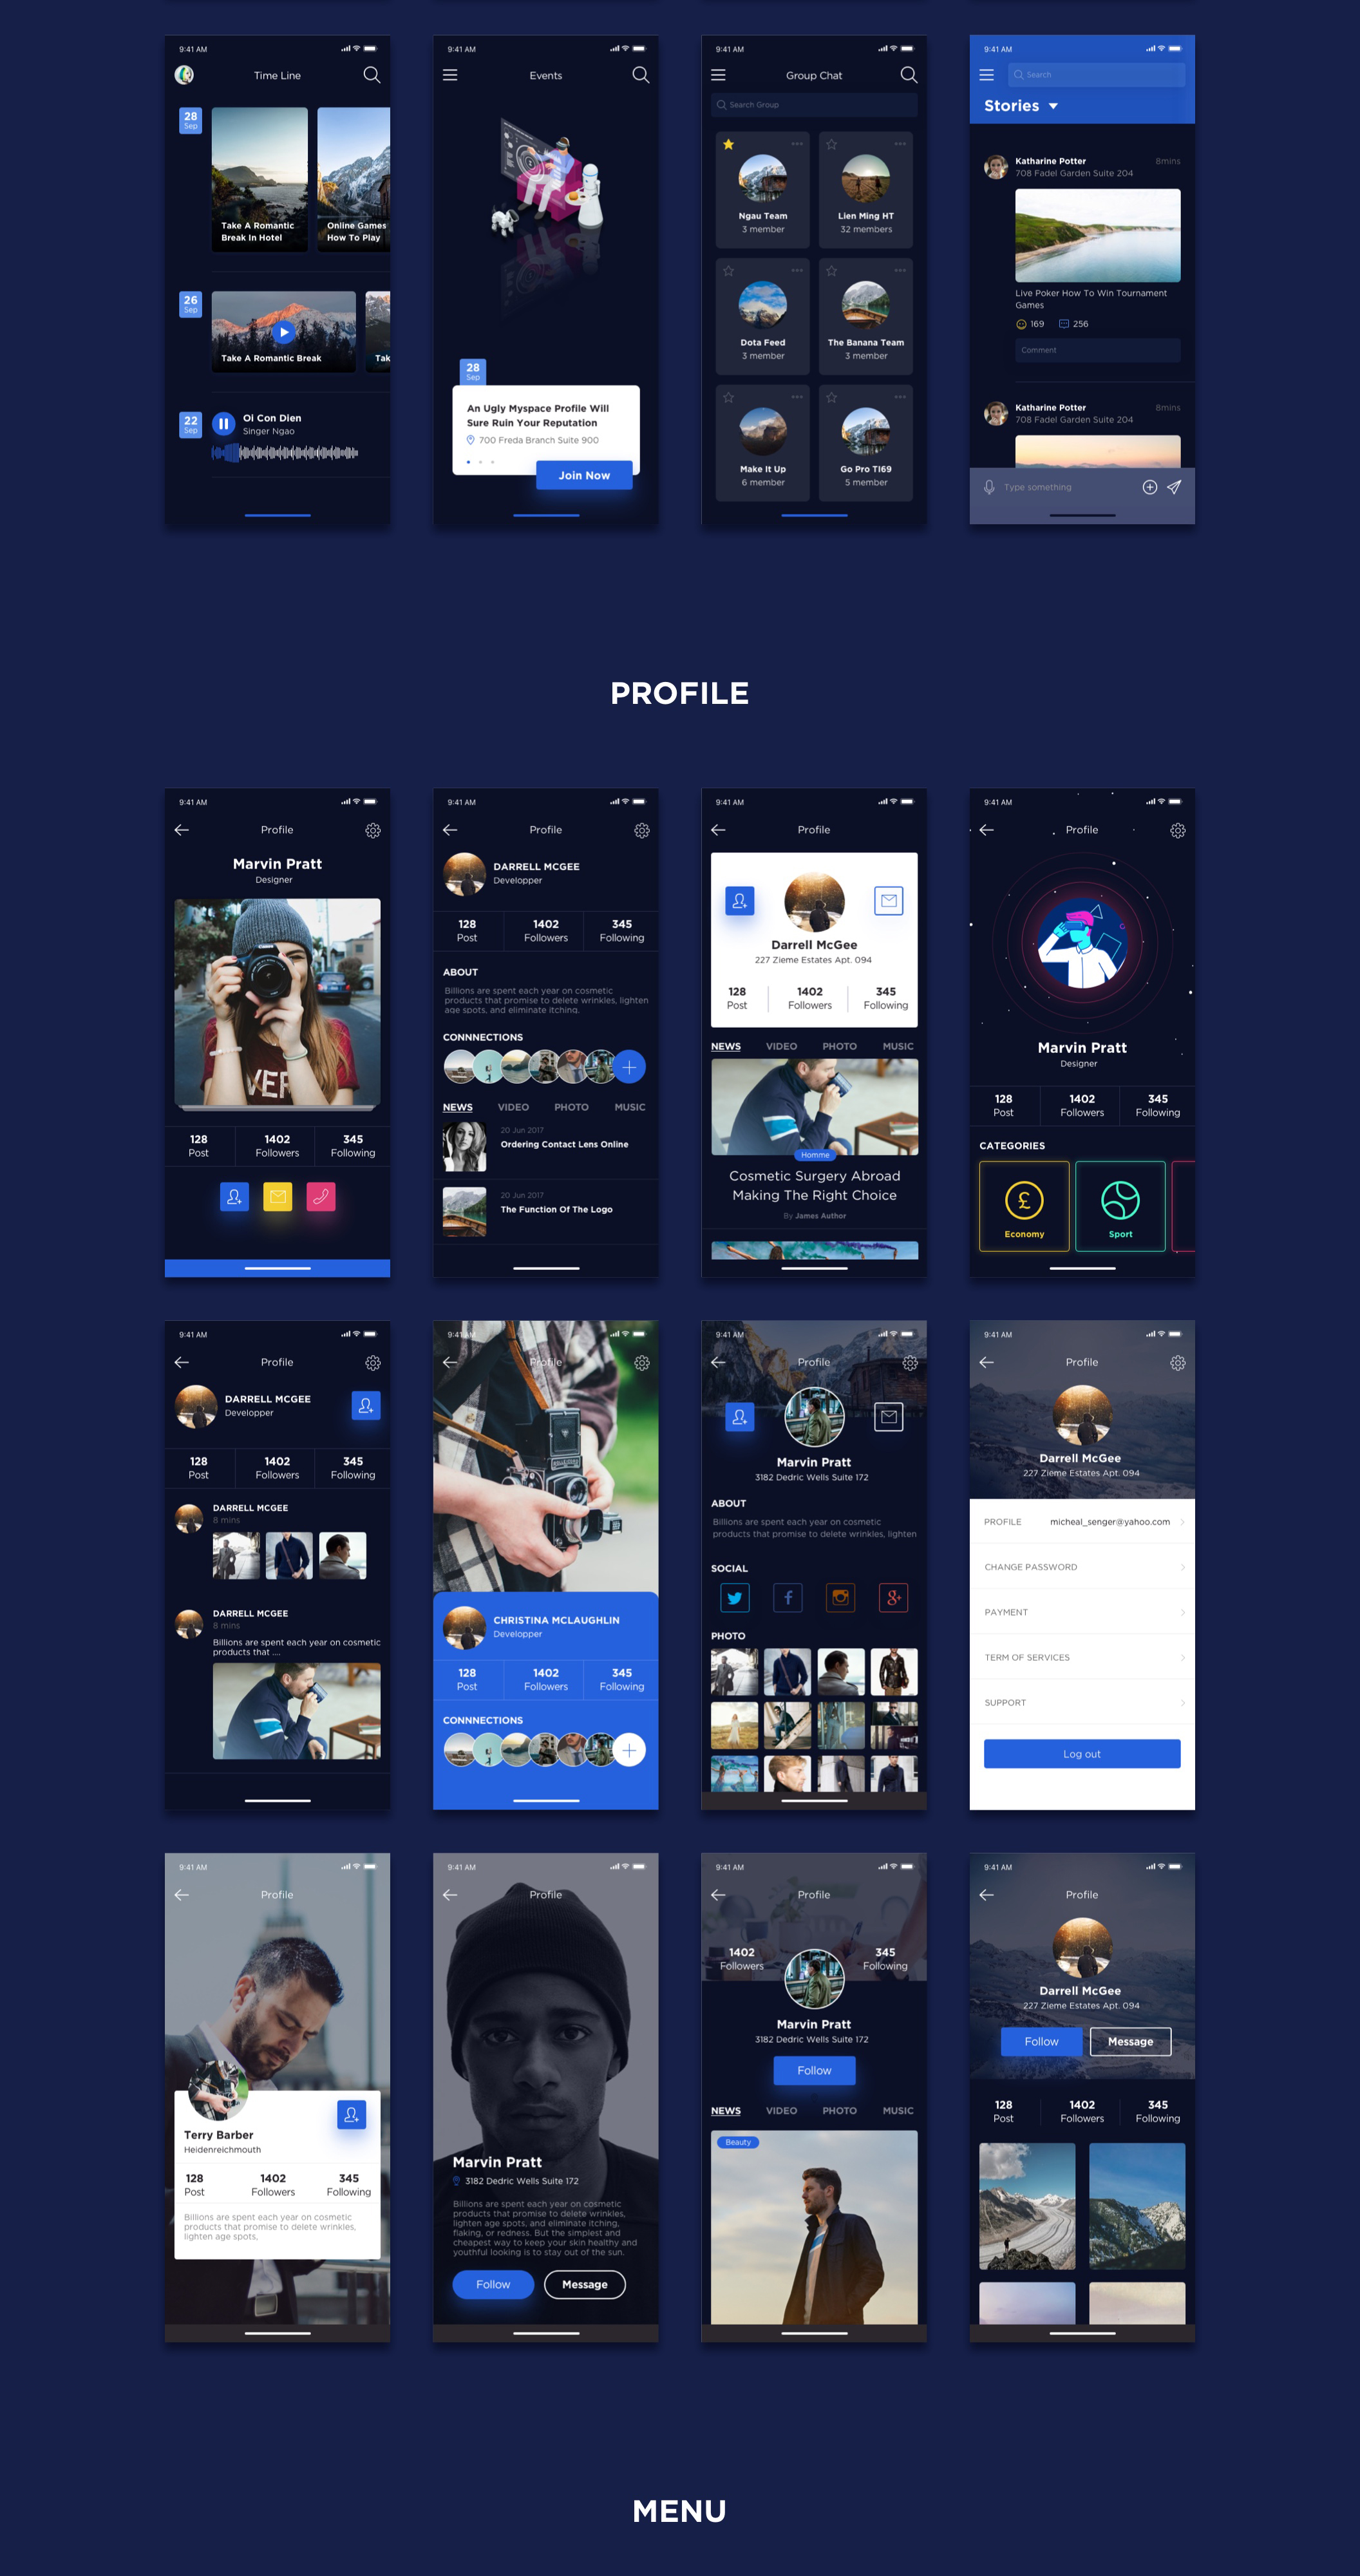 9:41 AM
Time Line
28
Sep
Take A Romantic
Break In Hotel
Online Games
How To Play
26
Sep
Take A Romantic Break
Tak
22
Sep
Oi Con Dien
Singer Ngao
9:41 AM
Events
28
Sep
An Ugly Myspace Profile Will
Sure Ruin Your Reputation
700 Freda Branch Suite 900
Join Now
9:41 AM
Group Chat
Search Group
Ngau Team
3 member
Lien Ming HT
32 members
Dota Feed
3 member
The Banana Team
3 member
Make It Up
6 member
Go Pro TI69
5 member
9:41 AM
Search
Stories
Katharine Potter
8mins
708 Fadel Garden Suite 204
Live Poker How To Win Tournament
Games
169
256
Comment
Katharine Potter
8mins
708 Fadel Garden Suite 204
Type something
PROFILE
9:41 AM
Profile
Marvin Pratt
Designer
VER
128
Post
1402
Followers
345
Following
9:41 AM
Profile
DARRELL MCGEE
Developper
128
Post
1402
Followers
345
Following
ABOUT
Billions are spent each year on cosmetic
products that promise to delete wrinkles, lighten
age spots, and eliminate itching.
CONNNECTIONS
NEWS
VIDEO
PHOTO
MUSIC
20 Jun 2017
Ordering Contact Lens Online
20 Jun 2017
The Function Of The Logo
9:41 AM
Profile
Darrell McGee
227 Zieme Estates Apt. 094
128
Post
1402
Followers
345
Following
NEWS
VIDEO
PHOTO
MUSIC
Homme
Cosmetic Surgery Abroad
Making The Right Choice
By James Author
9:41 AM
Profile
Marvin Pratt
Designer
128
Post
1402
Followers
345
Following
CATEGORIES
£
Economy
Sport
9:41 AM
Profile
DARRELL MCGEE
Developper
128
Post
1402
Followers
345
Following
DARRELL MCGEE
8 mins
DARRELL MCGEE
8 mins
Billions are spent each year on cosmetic
products that ....
9:41 AM
Profile
CHRISTINA MCLAUGHLIN
Developper
128
Post
1402
Followers
345
Following
CONNNECTIONS
9:41 AM
Profile
Marvin Pratt
3182 Dedric Wells Suite 172
ABOUT
Billions are spent each year on cosmetic
products that promise to delete wrinkles, lighten
SOCIAL
PHOTO
9:41 AM
Profile
Darrell McGee
227 Zieme Estates Apt. 094
PROFILE
micheal_senger@yahoo.com
CHANGE PASSWORD
PAYMENT
TERM OF SERVICES
SUPPORT
Log out
9:41 AM
Profile
Terry Barber
Heidenreichmouth
128
Post
1402
Followers
345
Following
Billions are spent each year on cosmetic
products that promise to delete wrinkles,
lighten age spots,
9:41 AM
Profile
Marvin Pratt
3182 Dedric Wells Suite 172
Billions are spent each year on cosmetic
products that promise to delete wrinkles,
lighten age spots, and eliminate itching,
flaking, or redness. But the simplest and
cheapest way to keep your skin healthy and
youthful looking is to stay out of the sun.
Follow
Message
9:41 AM
Profile
1402
Followers
345
Following
Marvin Pratt
3182 Dedric Wells Suite 172
Follow
NEWS
VIDEO
PHOTO
MUSIC
Beauty
9:41 AM
Profile
Darrell McGee
227 Zieme Estates Apt. 094
Follow
Message
128
Post
1402
Followers
345
Following
MENU